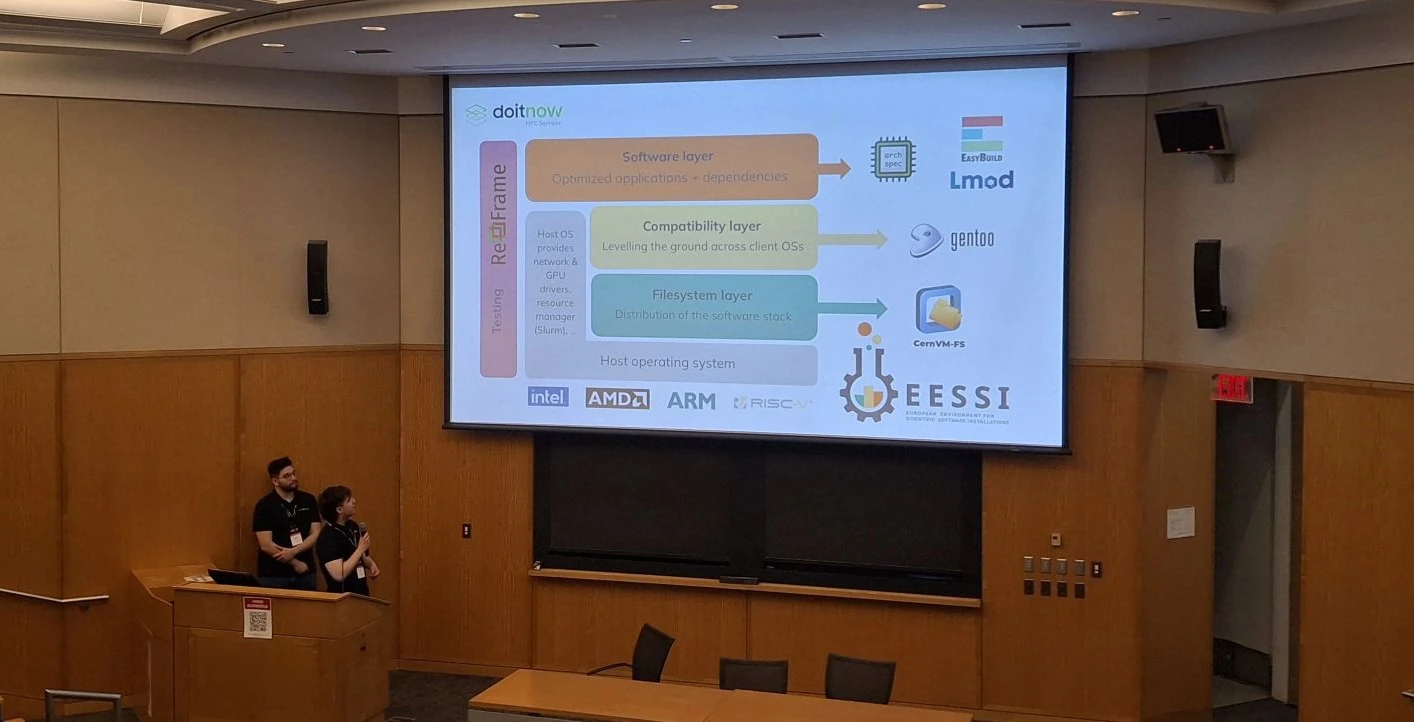 doitnow
HPC Services
Testing ReFrame
Software layer
Optimized applications + dependencies
arch
spec
EASYBUILD
Lmod
Host OS
provides
network &
GPU
drivers,
resource
manager
(Slurm), ...
Compatibility layer
Levelling the ground across client OSs
gentoo
Filesystem layer
Distribution of the software stack
CernVM-FS
Host operating system
intel
AMD
ARM
RISC-V
EESSI
EUROPEAN ENVIRONMENT FOR
SCIENTIFIC SOFTWARE INSTALLATIONS
EXIT